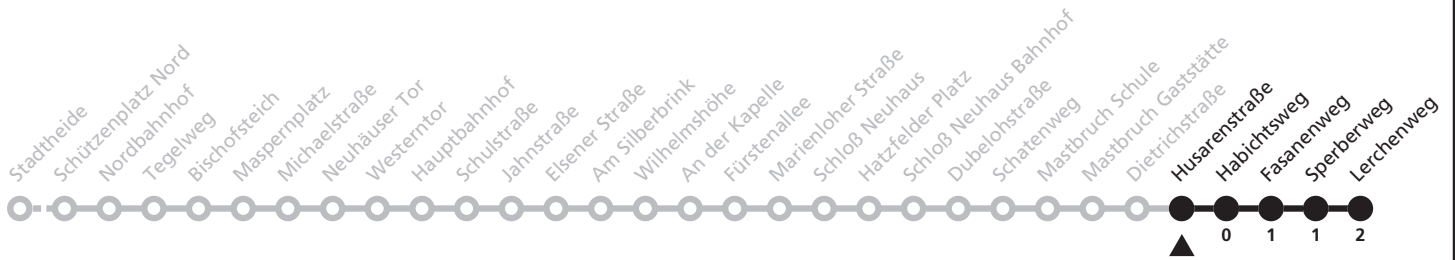 Stadtheide
Schützenplatz Nord
Nordbahnhof
Tegelweg
Bischofsteich
Maspernplatz
Michaelstraße
Neuhäuser Tor
Westerntor
Hauptbahnhof
Schulstraße
Jahnstraße
Elsener Straße
Am Silberbrink
Wilhelmshöhe
An der Kapelle
Fürstenallee
Marienloher Straße
Schloß Neuhaus
Hatzfelder Platz
Schloß Neuhaus Bahnhof
Dubelohstraße
Schatenweg
Mastbruch Schule
Mastbruch Gaststätte
Dietrichstraße
Husarenstraße
Habichtsweg
Fasanenweg
Sperberweg
Lerchenweg
0 1 1 2